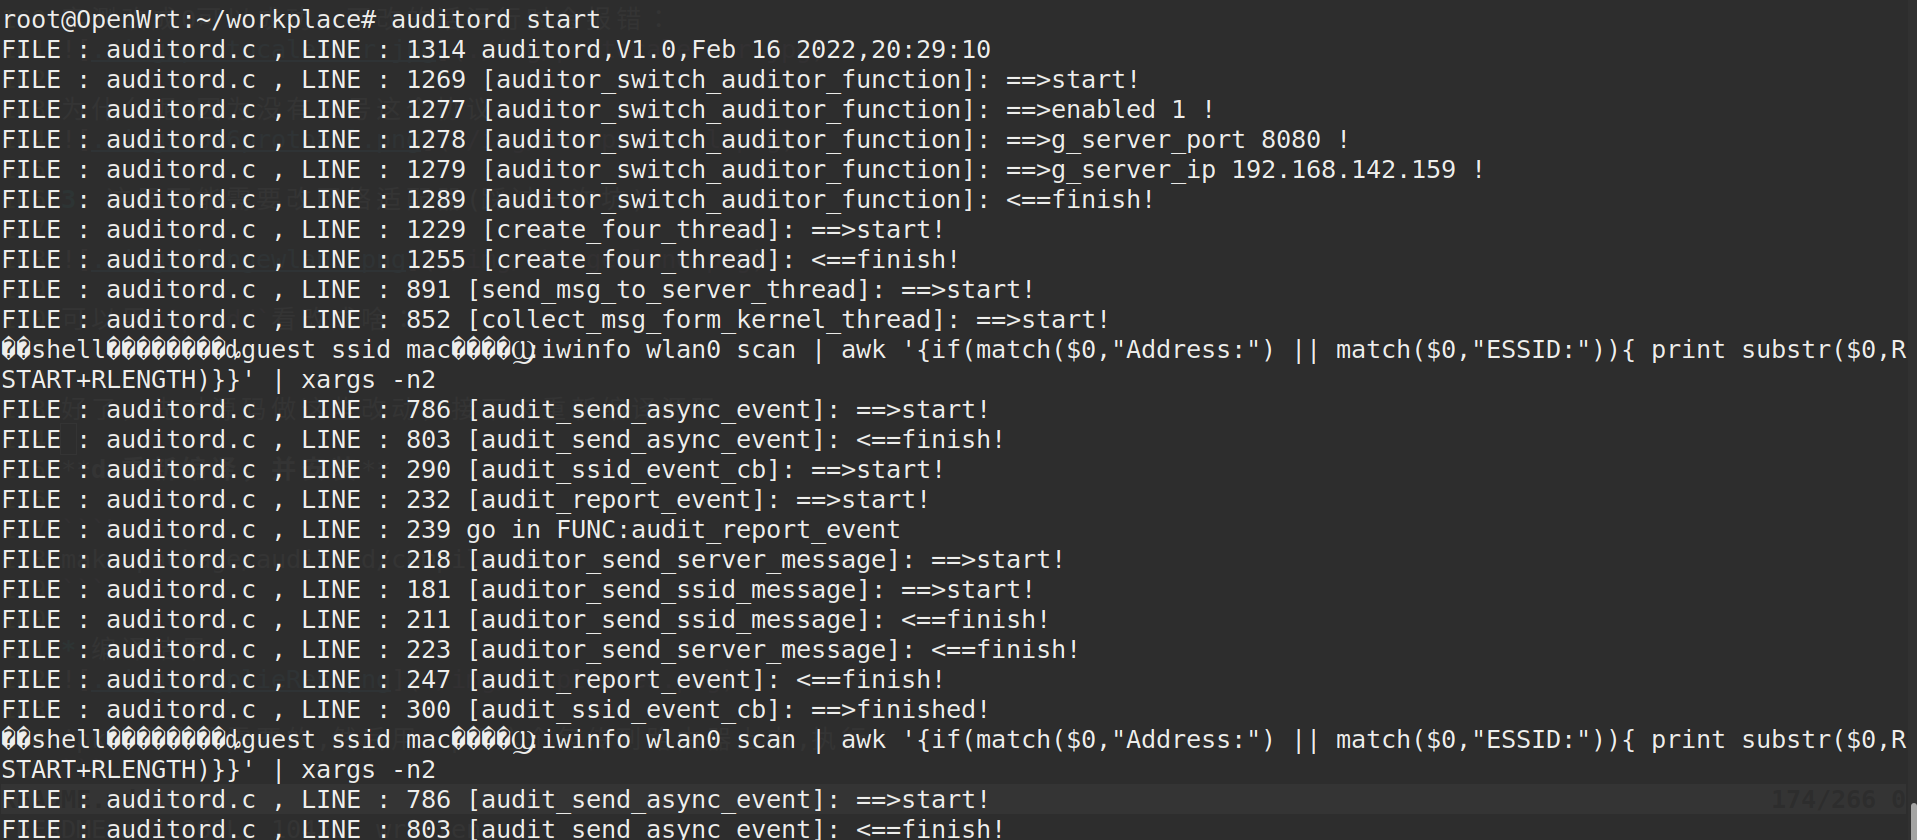 root@OpenWrt:~/workplace# auditord start
FILE : auditord.c , LINE : 1314 auditord,V1.0,Feb 16 2022,20:29:10
FILE : auditord.c , LINE : 1269 [auditor_switch_auditor_function]: ==>start!
FILE : auditord.c , LINE : 1277 [auditor_switch_auditor_function]: ==>enabled 1 !
FILE : auditord.c , LINE : 1278 [auditor_switch_auditor_function]: ==>g_server_port 8080 !
FILE : auditord.c , LINE : 1279 [auditor_switch_auditor_function]: ==>g_server_ip 192.168.142.159 !
FILE : auditord.c , LINE : 1289 [auditor_switch_auditor_function]: <==finish!
FILE : auditord.c , LINE : 1229 [create_four_thread]: ==>start!
FILE : auditord.c , LINE : 1255 [create_four_thread]: <==finish!
FILE : auditord.c , LINE : 891 [send_msg_to_server_thread]: ==>start!
FILE : auditord.c , LINE : 852 [collect_msg_form_kernel_thread]: ==>start!
��shell��������guest ssid mac����iwinfo wlan0 scan | awk '{if(match($0,"Address:") || match($0,"ESSID:")){ print substr($0,R
START+RLENGTH)}}' | xargs -n2
FILE : auditord.c , LINE : 786 [audit_send_async_event]: ==>start!
FILE : auditord.c , LINE : 803 [audit_send_async_event]: <==finish!
FILE : auditord.c , LINE : 290 [audit_ssid_event_cb]: ==>start!
FILE : auditord.c , LINE : 232 [audit_report_event]: ==>start!
FILE : auditord.c , LINE : 239 go in FUNC:audit_report_event
FILE : auditord.c , LINE : 218 [auditor_send_server_message]: ==>start!
FILE : auditord.c , LINE : 181 [auditor_send_ssid_message]: ==>start!
FILE : auditord.c , LINE : 211 [auditor_send_ssid_message]: <==finish!
FILE : auditord.c , LINE : 223 [auditor_send_server_message]: <==finish!
FILE : auditord.c , LINE : 247 [audit_report_event]: <==finish!
FILE : auditord.c , LINE : 300 [audit_ssid_event_cb]: ==>finished!
��shell��������guest ssid mac����iwinfo wlan0 scan | awk '{if(match($0,"Address:") || match($0,"ESSID:")){ print substr($0,R
START+RLENGTH)}}' | xargs -n2
FILE : auditord.c , LINE : 786 [audit_send_async_event]: ==>start!
174/266
FILE : auditord.c , LINE : 803 [audit_send_async_event]: <==finish!